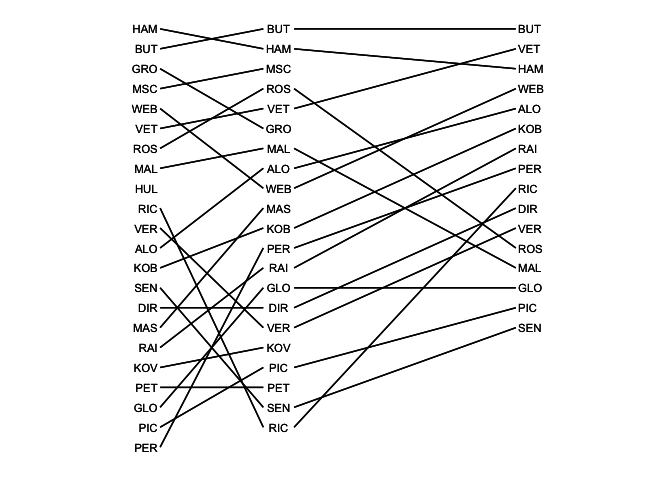 HAM BUT BUT
BUT HAM VET
GRO MSC HAM
MSC ROS WEB
WEB VET ALO
VET GRO KOB
ROS MAL RAI
MAL ALO PER
HUL WEB RIC
RIC MAS DIR
VER KOB VER
ALO PER ROS
KOB RAI MAL
SEN GLO GLO
DIR DIR PIC
MAS VER SEN
RAI KOV
KOV PIC
PET PET
GLO SEN
PIC RIC
PER